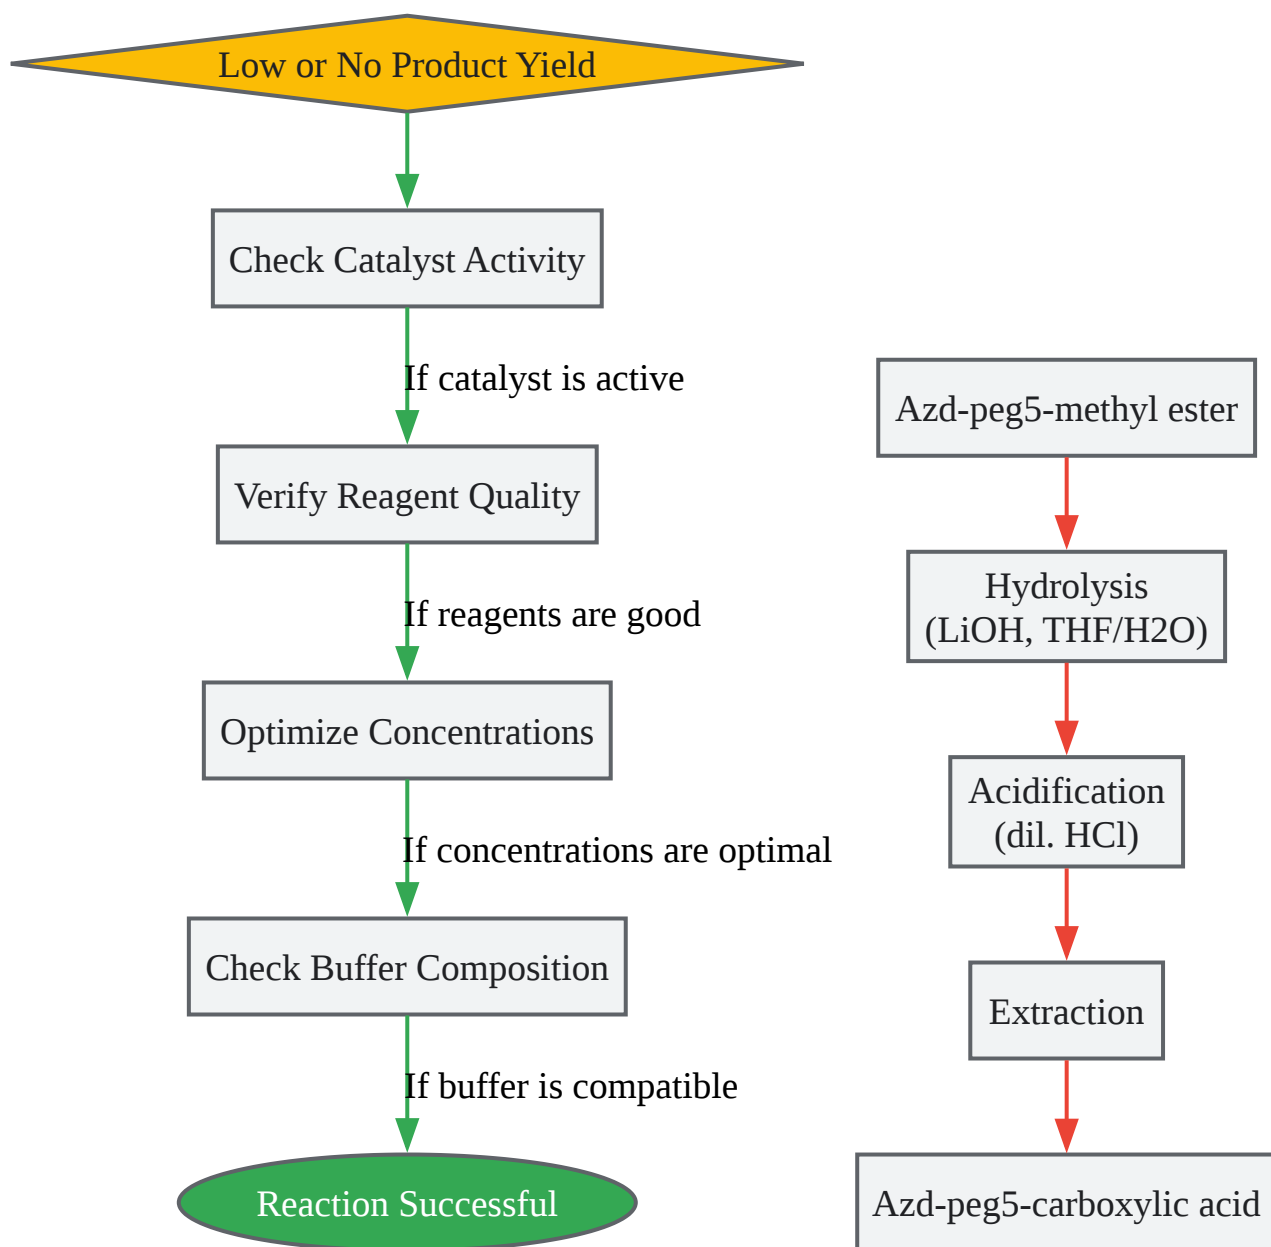 Low or No Product Yield
Check Catalyst Activity
If catalyst is active
Verify Reagent Quality
If reagents are good
Optimize Concentrations
If concentrations are optimal
Check Buffer Composition
If buffer is compatible
Reaction Successful
Azd-peg5-methyl ester
Hydrolysis
(LiOH, THF/H2O)
Acidification
(dil. HCl)
Extraction
Azd-peg5-carboxylic acid